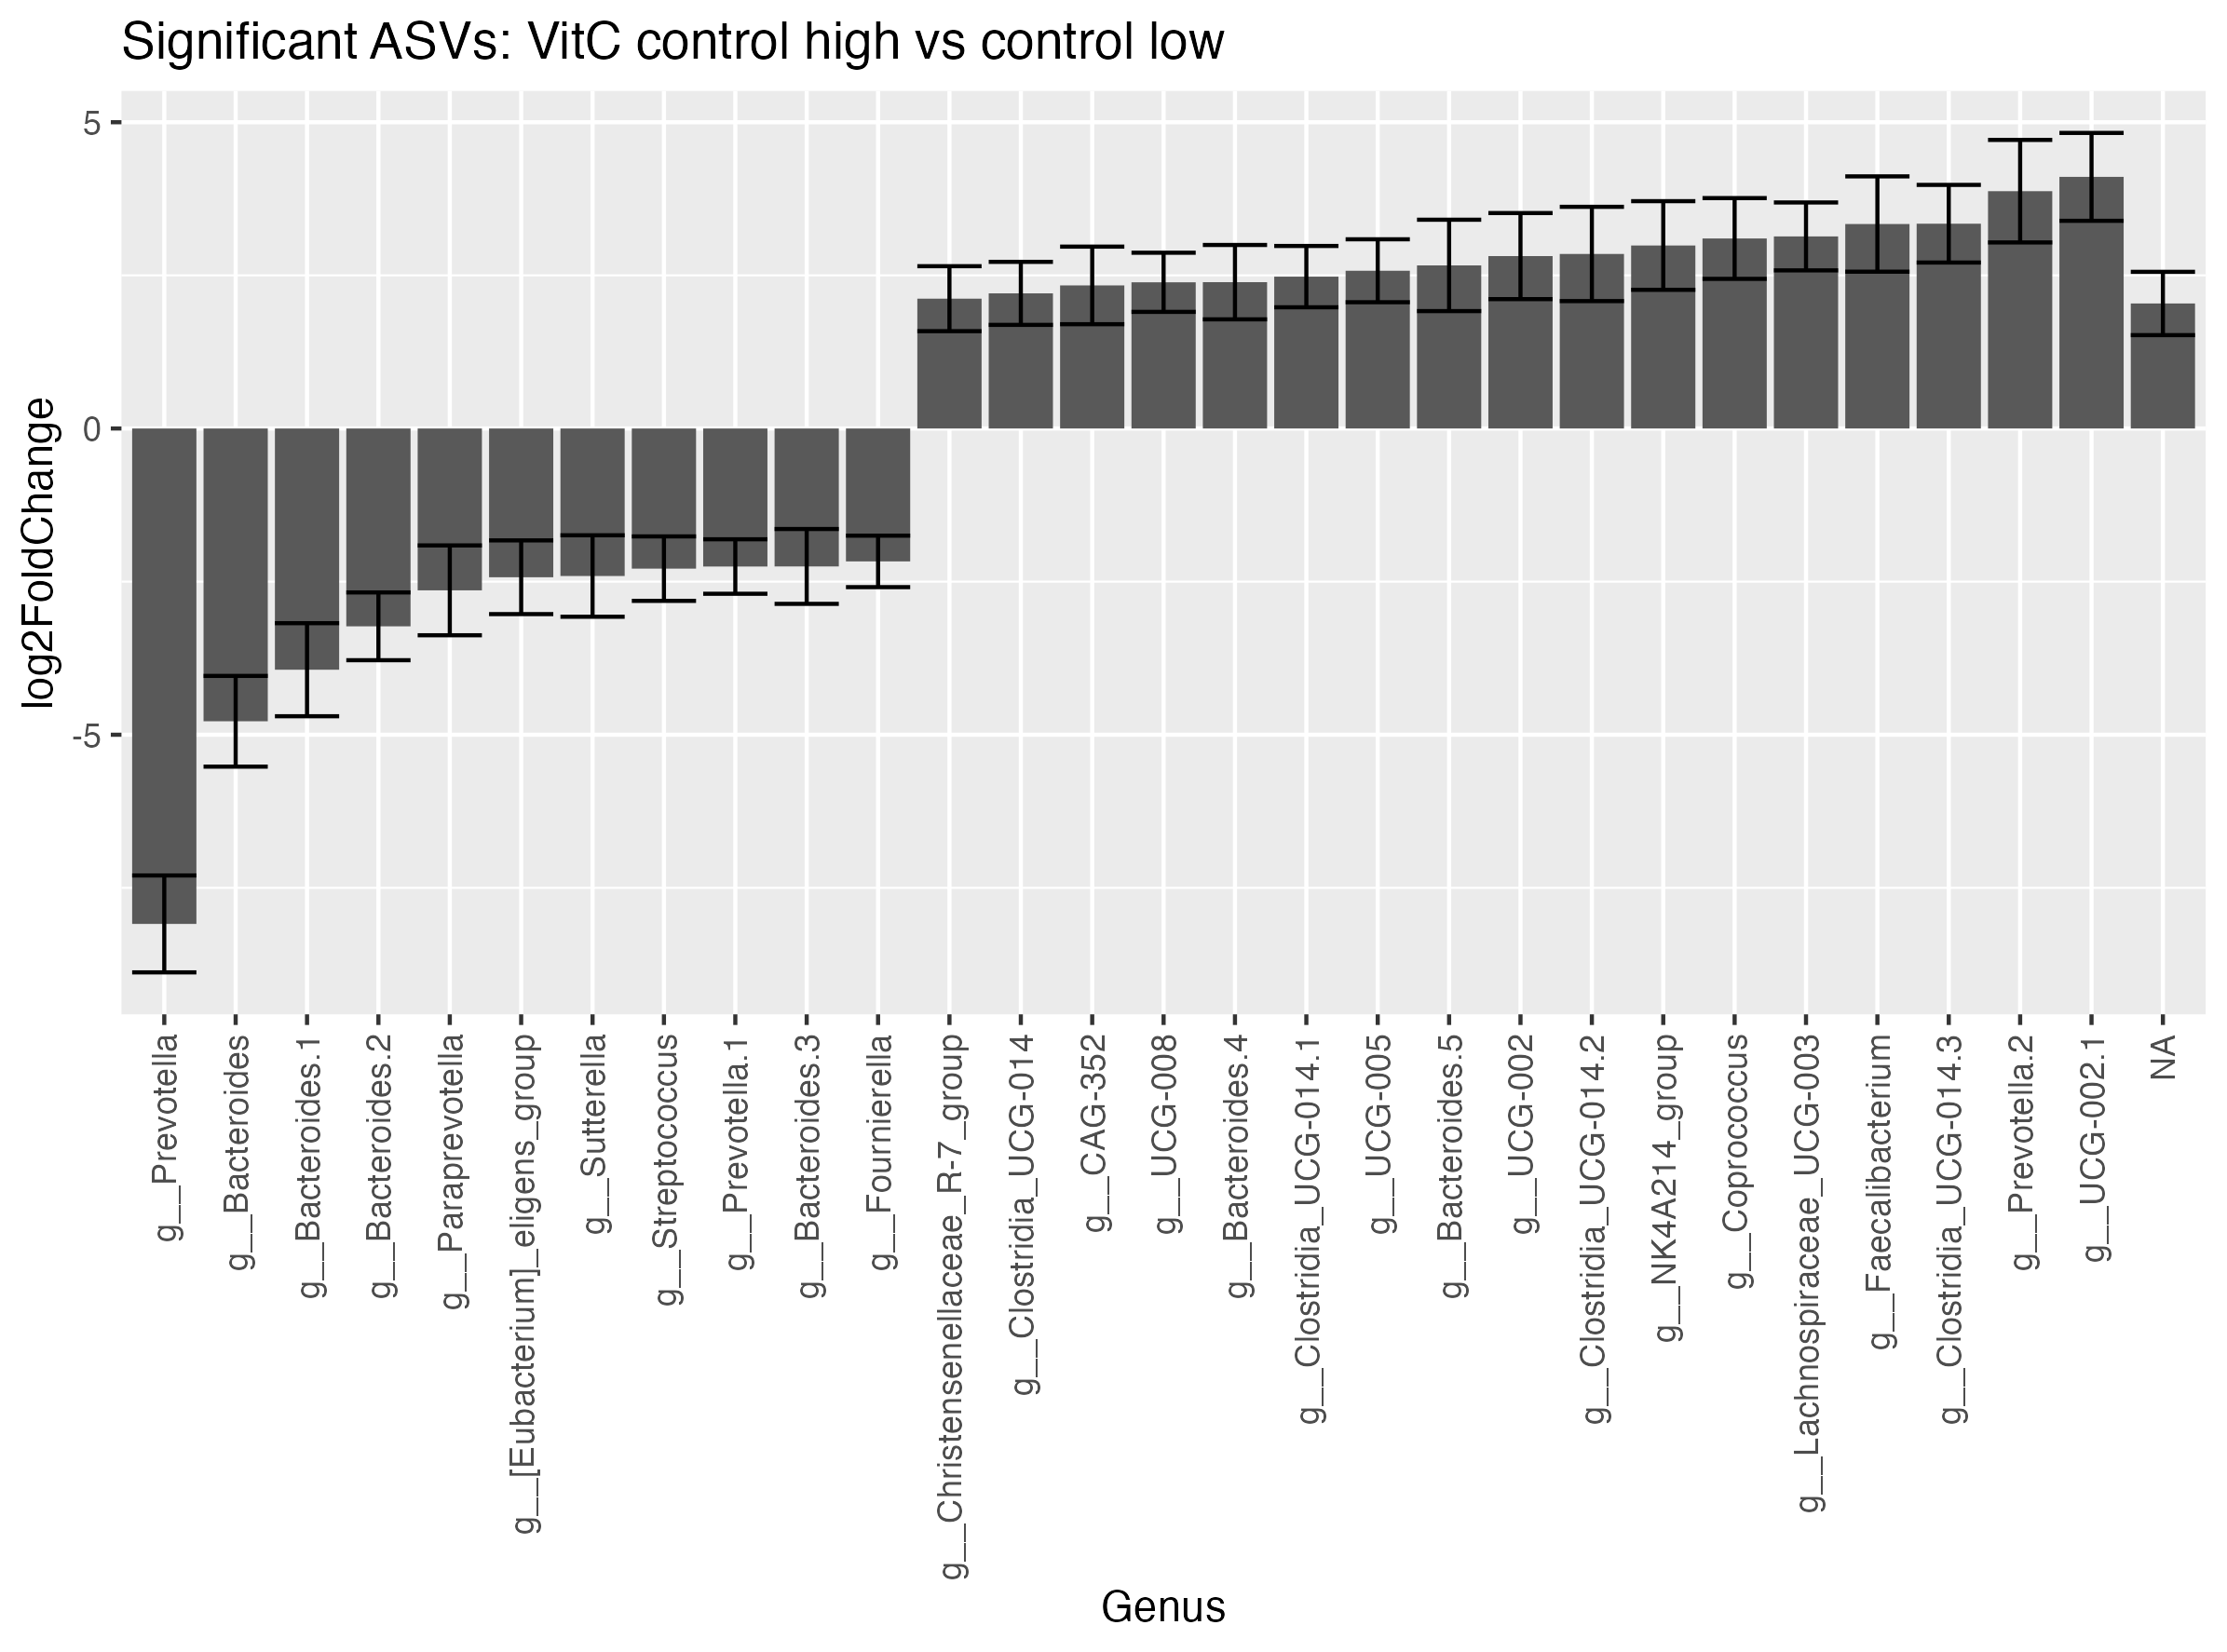 Significant ASVs: VitC control high vs control low
log2FoldChange
5
0
-5
g__Prevotella
g__Bacteroides
g__Bacteroides.1
g__Bacteroides.2
g__Paraprevotella
g__[Eubacterium]_eligens_group
g__Sutterella
g__Streptococcus
g__Prevotella.1
g__Bacteroides.3
g__Fournierella
g__Christensenellaceae_R-7_group
g__Clostridia_UCG-014
g__CAG-352
g__UCG-008
g__Bacteroides.4
g__Clostridia_UCG-014.1
g__UCG-005
g__Bacteroides.5
g__UCG-002
g__Clostridia_UCG-014.2
g__NK4A214_group
g__Coprococcus
g__Lachnospiraceae_UCG-003
g__Faecalibacterium
g__Clostridia_UCG-014.3
g__Prevotella.2
g__UCG-002.1
NA
Genus